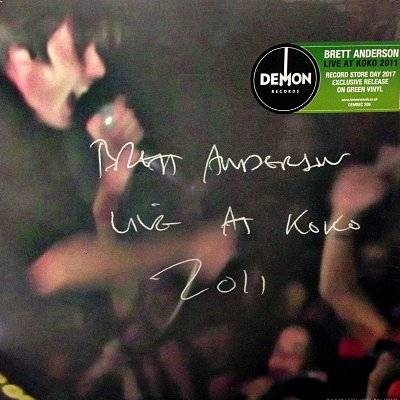 DEMON
RECORDS
BRETT ANDERSON
LIVE AT KOKO 2011
RECORD STORE DAY 2017
EXCLUSIVE RELEASE
ON GREEN VINYL
BRETT ANDERSON
LIVE AT KOKO
2011